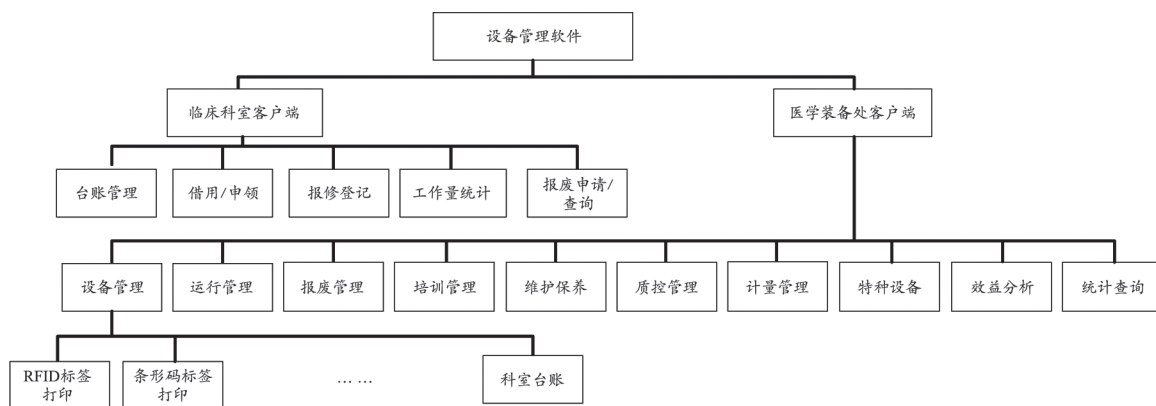 设备管理软件
临床科室客户端
医学装备处客户端
台账管理
借用/申领
报修登记
工作量统计
报废申请/
查询
设备管理
运行管理
报废管理
培训管理
维护保养
质控管理
计量管理
特种设备
效益分析
统计查询
RFID标签
打印
条形码标签
打印
... ...
科室台账